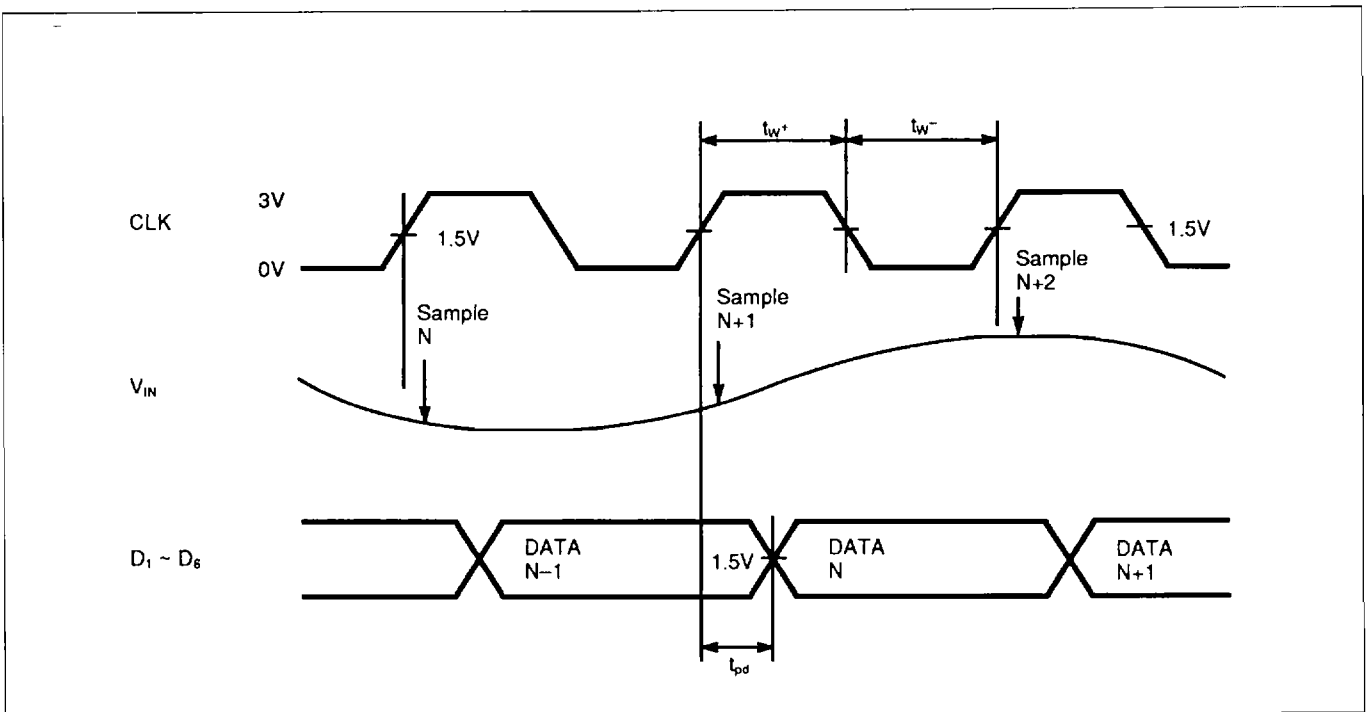 tW+
tW−
CLK
3V
1.5V
0V
1.5V
Sample
N
Sample
N+1
Sample
N+2
VIN
D1 ~ D6
DATA
N−1
1.5V
DATA
N
DATA
N+1
tpd